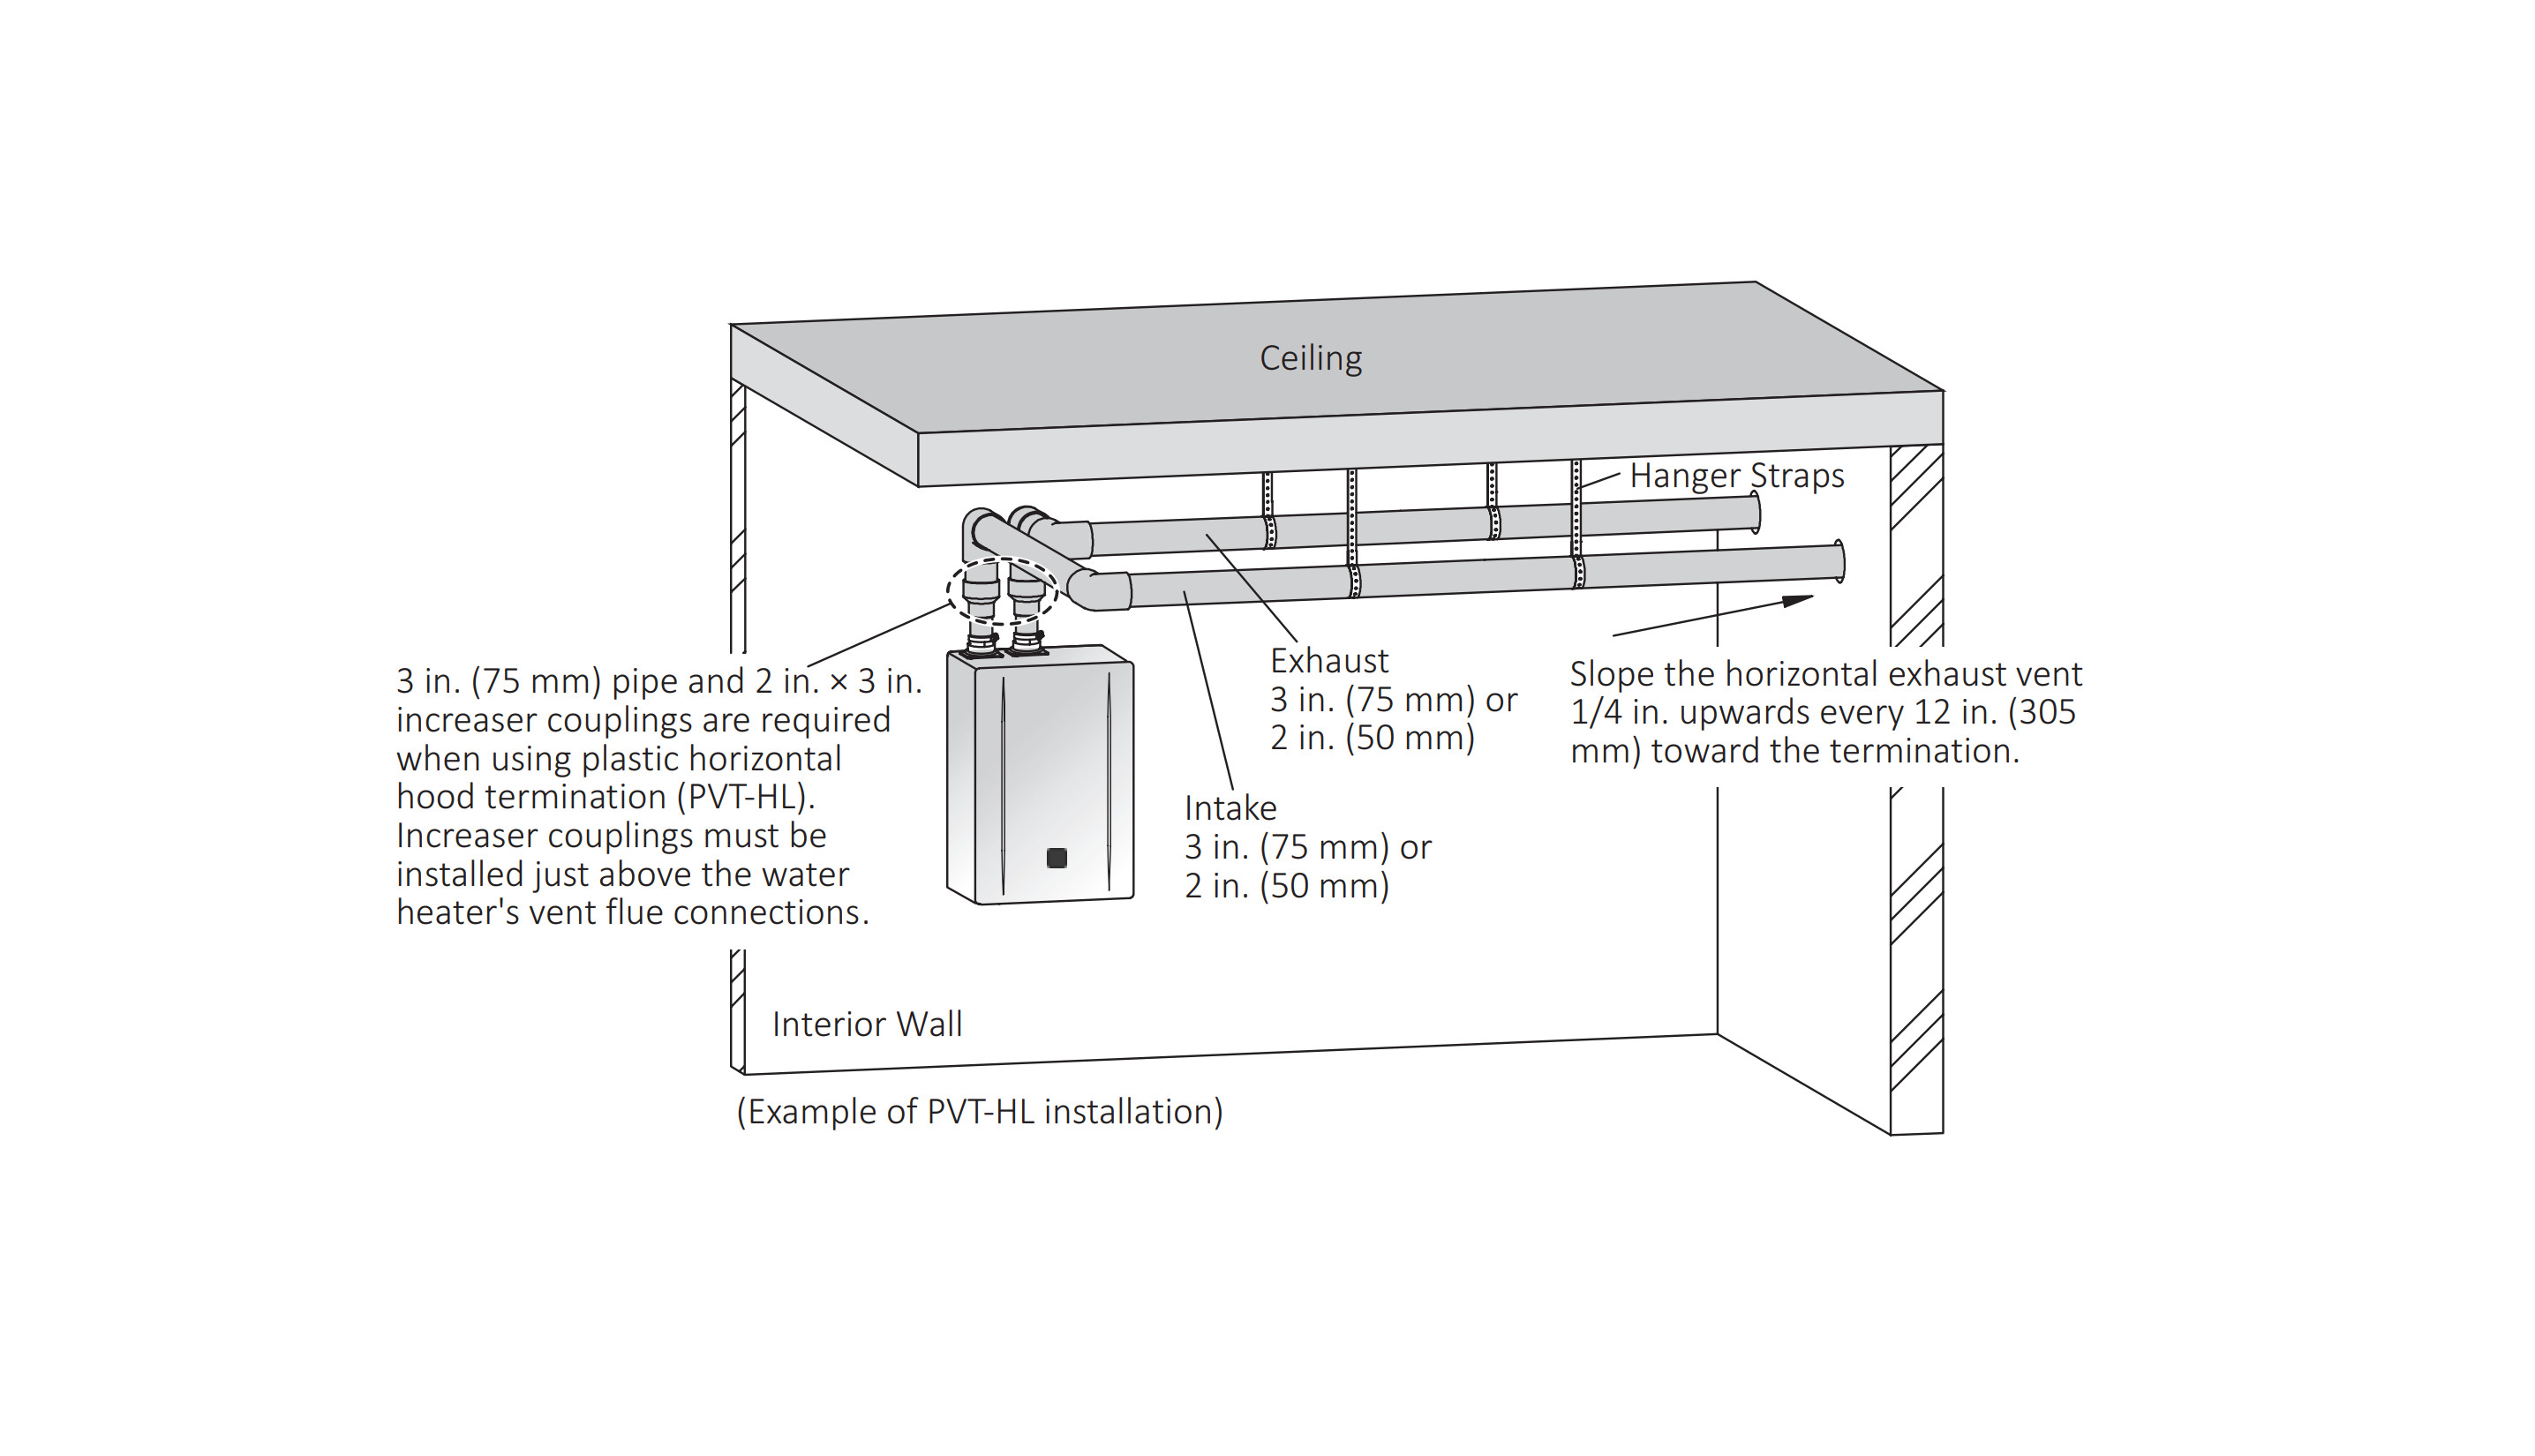 Ceiling
Hanger Straps
3 in. (75 mm) pipe and 2 in. × 3 in.
increaser couplings are required
when using plastic horizontal
hood termination (PVT-HL).
Increaser couplings must be
installed just above the water
heater's vent flue connections.
Exhaust
3 in. (75 mm) or
2 in. (50 mm)
Slope the horizontal exhaust vent
1/4 in. upwards every 12 in. (305
mm) toward the termination.
Intake
3 in. (75 mm) or
2 in. (50 mm)
Interior Wall
(Example of PVT-HL installation)